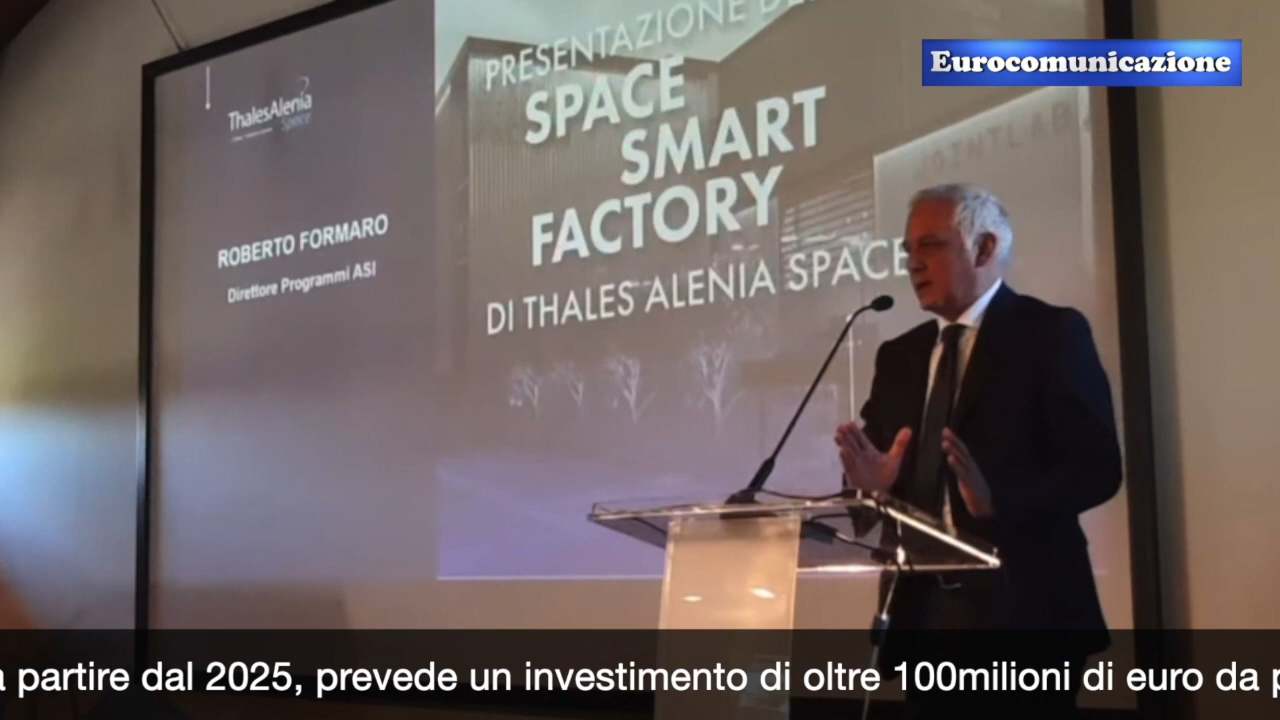 Eurocomunicazione
ThalesAlenia
Space
ROBERTO FORMARO
Direttore Programmi ASI
PRESENTAZIONE
SPACE
SMART
FACTORY
DI THALES ALENIA SPACE
JOINTLAB
a partire dal 2025, prevede un investimento di oltre 100milioni di euro da p